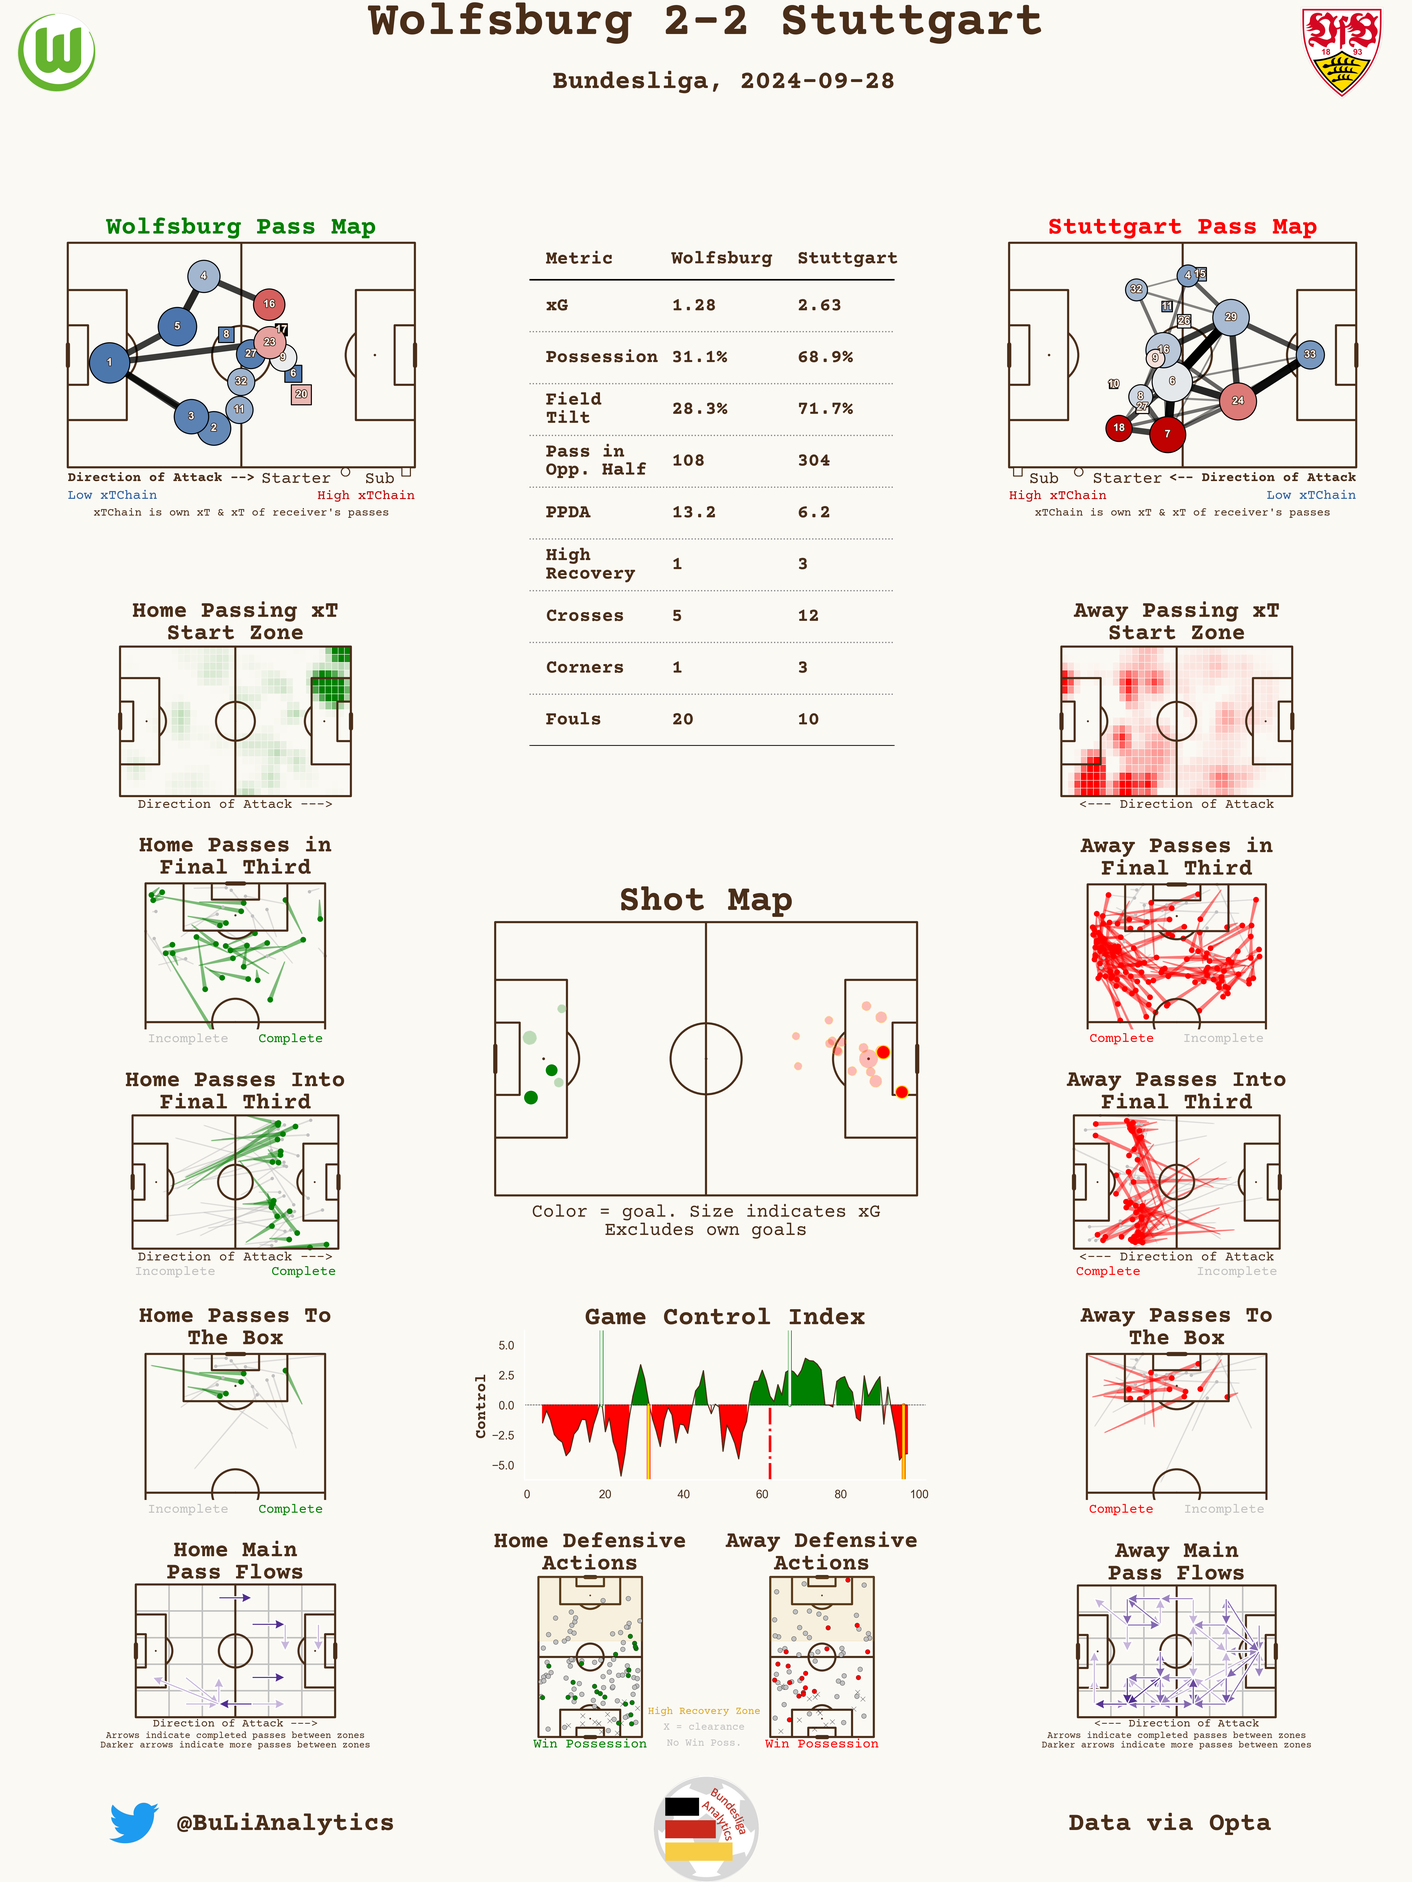 Wolfsburg 2-2 Stuttgart
Bundesliga, 2024-09-28
18 93
Wolfsburg Pass Map
4
16
5
8
17
23
27
9
1
6
32
20
11
3
2
Direction of Attack --> Starter Sub
Low xTChain High xTChain
xTChain is own xT & xT of receiver's passes
Metric Wolfsburg Stuttgart
xG 1.28 2.63
Possession 31.1% 68.9%
Field
Tilt 28.3% 71.7%
Pass in
Opp. Half 108 304
PPDA 13.2 6.2
High
Recovery 1 3
Crosses 5 12
Corners 1 3
Fouls 20 10
Stuttgart Pass Map
4
15
32
11
26
29
16
9
33
10
6
8
27
24
18
7
Sub Starter <-- Direction of Attack
High xTChain Low xTChain
xTChain is own xT & xT of receiver's passes
Home Passing xT
Start Zone
Direction of Attack --->
Away Passing xT
Start Zone
<--- Direction of Attack
Home Passes in
Final Third
Incomplete Complete
Away Passes in
Final Third
Complete Incomplete
Shot Map
Color = goal. Size indicates xG
Excludes own goals
Home Passes Into
Final Third
Direction of Attack --->
Incomplete Complete
Away Passes Into
Final Third
<--- Direction of Attack
Complete Incomplete
Home Passes To
The Box
Incomplete Complete
Game Control Index
Control
5.0
2.5
0.0
−2.5
−5.0
0 20 40 60 80 100
Away Passes To
The Box
Complete Incomplete
Home Main
Pass Flows
Direction of Attack --->
Arrows indicate completed passes between zones
Darker arrows indicate more passes between zones
Home Defensive
Actions
Win Possession
High Recovery Zone
X = clearance
No Win Poss.
Away Defensive
Actions
Win Possession
Away Main
Pass Flows
<--- Direction of Attack
Arrows indicate completed passes between zones
Darker arrows indicate more passes between zones
@BuLiAnalytics
Bundesliga
Analytics
Data via Opta